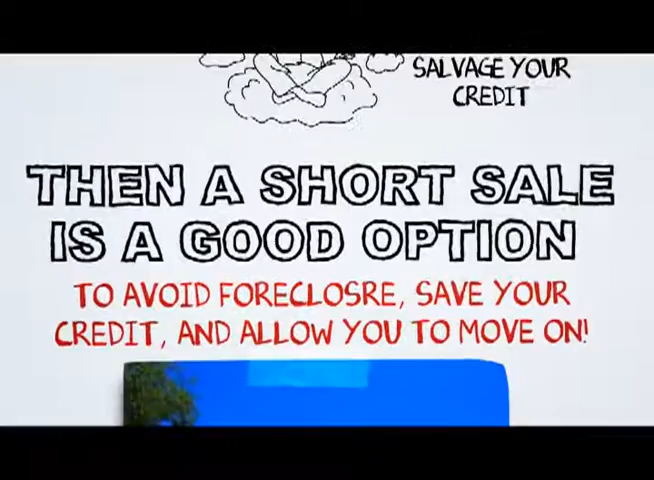 SALVAGE YOUR
CREDIT
THEN A SHORT SALE
IS A GOOD OPTION
TO AVOID FORECLOSRE, SAVE YOUR
CREDIT, AND ALLOW YOU TO MOVE ON!